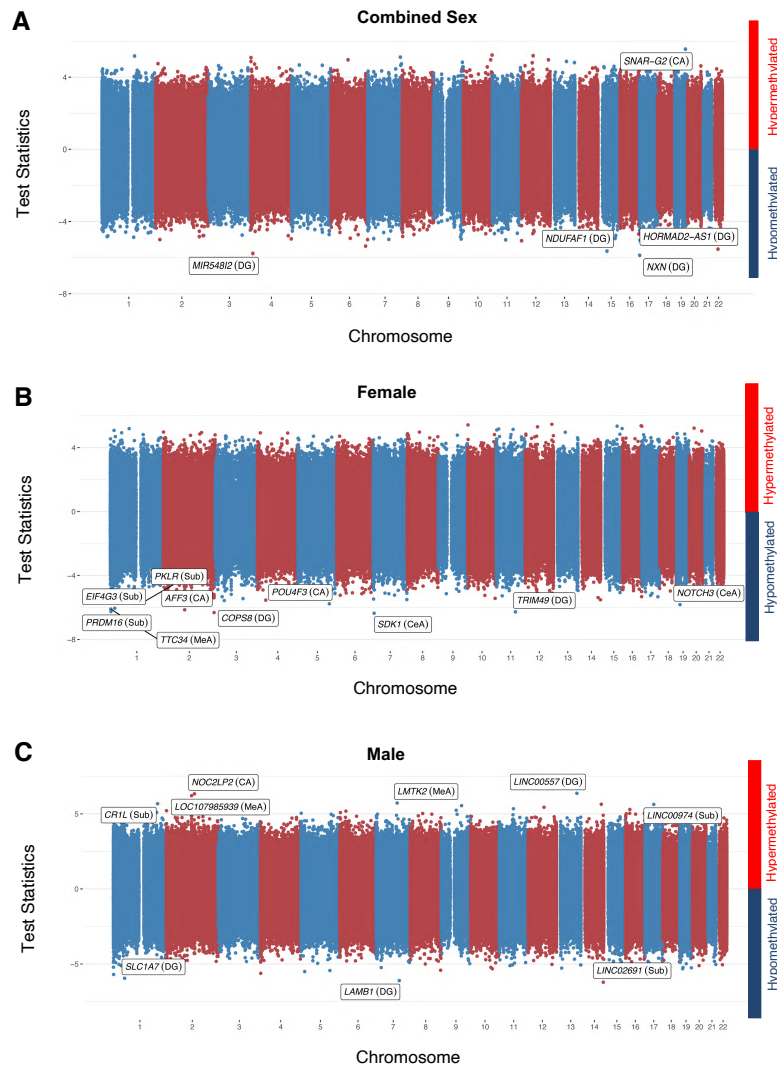 A
Combined Sex
Test Statistics
4
0
−4
−8
SNAR−G2 (CA)
NDUFAF1 (DG)
HORMAD2−AS1 (DG)
MIR548I2 (DG)
NXN (DG)
1 2 3 4 5 6 7 8 9 10 11 12 13 14 15 16 17 18 19 20 21 22
Chromosome
Hypermethylated
Hypomethylated
B
Female
Test Statistics
4
0
−4
−8
PKLR (Sub)
EIF4G3 (Sub)
AFF3 (CA)
POU4F3 (CA)
TRIM49 (DG)
NOTCH3 (CeA)
PRDM16 (Sub)
COPS8 (DG)
SDK1 (CeA)
TTC34 (MeA)
1 2 3 4 5 6 7 8 9 10 11 12 13 14 15 16 17 18 19 20 21 22
Chromosome
Hypermethylated
Hypomethylated
C
Male
Test Statistics
5
0
−5
NOC2LP2 (CA)
LINC00557 (DG)
LMTK2 (MeA)
CR1L (Sub)
LOC107985939 (MeA)
LINC00974 (Sub)
SLC1A7 (DG)
LINC02691 (Sub)
LAMB1 (DG)
1 2 3 4 5 6 7 8 9 10 11 12 13 14 15 16 17 18 19 20 21 22
Chromosome
Hypermethylated
Hypomethylated